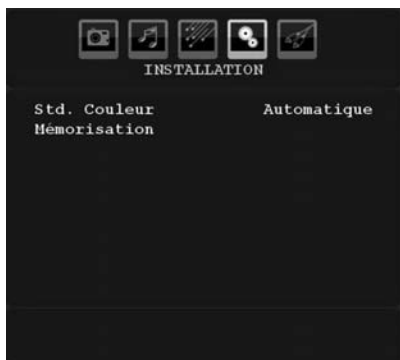 INSTALLATION
Std. Couleur Automatique
Mémorisation